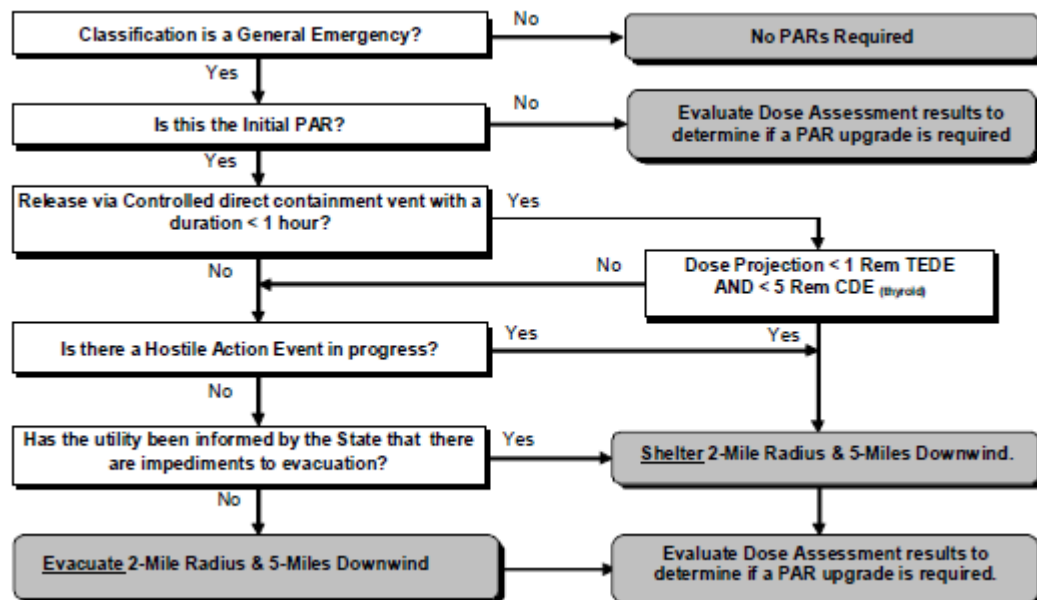 Classification is a General Emergency?
No
No PARs Required
Yes
Is this the Initial PAR?
No
Evaluate Dose Assessment results to
determine if a PAR upgrade is required
Yes
Release via Controlled direct containment vent with a
duration < 1 hour?
Yes
No
No
Dose Projection < 1 Rem TEDE
AND < 5 Rem CDE (thyroid)
Is there a Hostile Action Event in progress?
Yes
Yes
No
Has the utility been informed by the State that there
are impediments to evacuation?
Yes
Shelter 2-Mile Radius & 5-Miles Downwind.
No
Evacuate 2-Mile Radius & 5-Miles Downwind
Evaluate Dose Assessment results to
determine if a PAR upgrade is required.